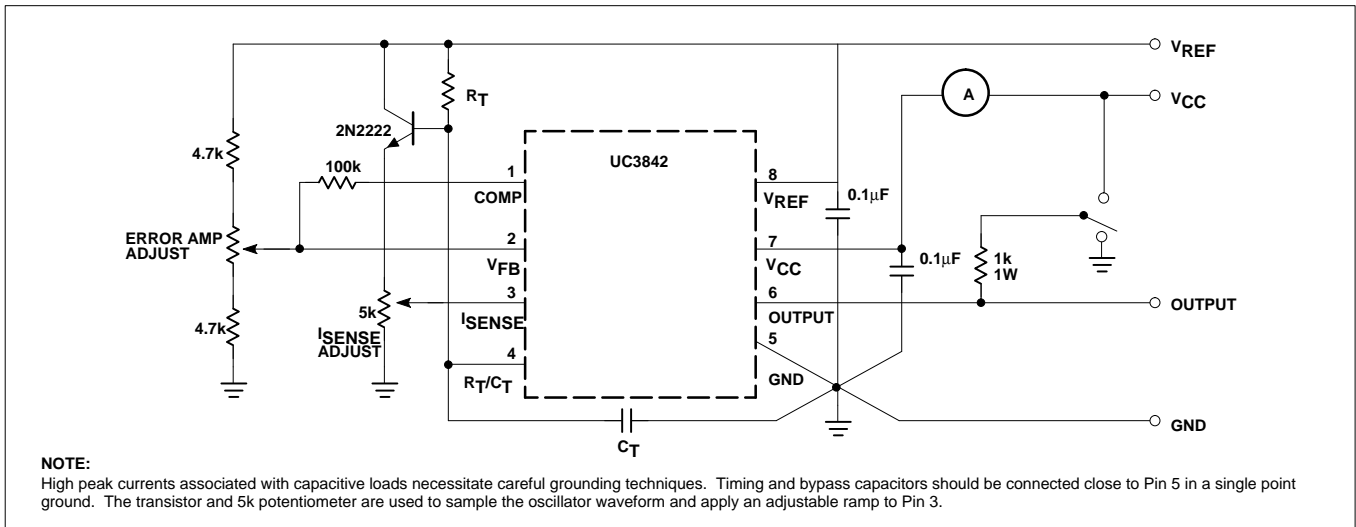 VREF
RT
A
VCC
2N2222
4.7k
100k
UC3842
1
COMP
8
VREF
0.1µF
ERROR AMP
ADJUST
2
VFB
7
VCC
0.1µF
1k
1W
5k
3
ISENSE
6
OUTPUT
OUTPUT
4.7k
ISENSE
ADJUST
4
RT/CT
5
GND
CT
GND
NOTE:
High peak currents associated with capacitive loads necessitate careful grounding techniques. Timing and bypass capacitors should be connected close to Pin 5 in a single point
ground. The transistor and 5k potentiometer are used to sample the oscillator waveform and apply an adjustable ramp to Pin 3.